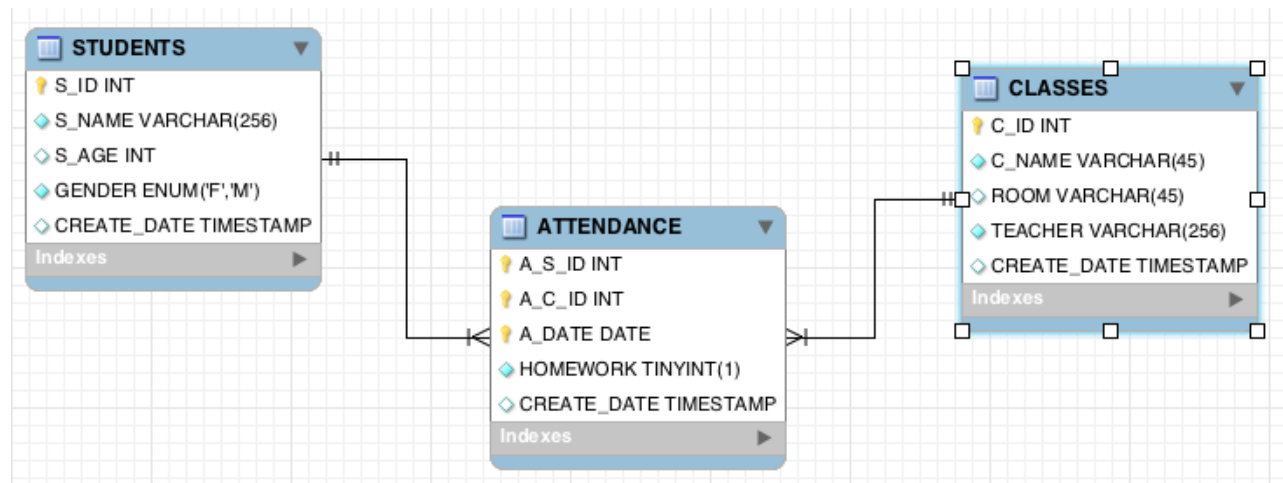 STUDENTS
S_ID INT
S_NAME VARCHAR(256)
S_AGE INT
GENDER ENUM('F','M')
CREATE_DATE TIMESTAMP
Indexes
ATTENDANCE
A_S_ID INT
A_C_ID INT
A_DATE DATE
HOMEWORK TINYINT(1)
CREATE_DATE TIMESTAMP
Indexes
CLASSES
C_ID INT
C_NAME VARCHAR(45)
ROOM VARCHAR(45)
TEACHER VARCHAR(256)
CREATE_DATE TIMESTAMP
Indexes